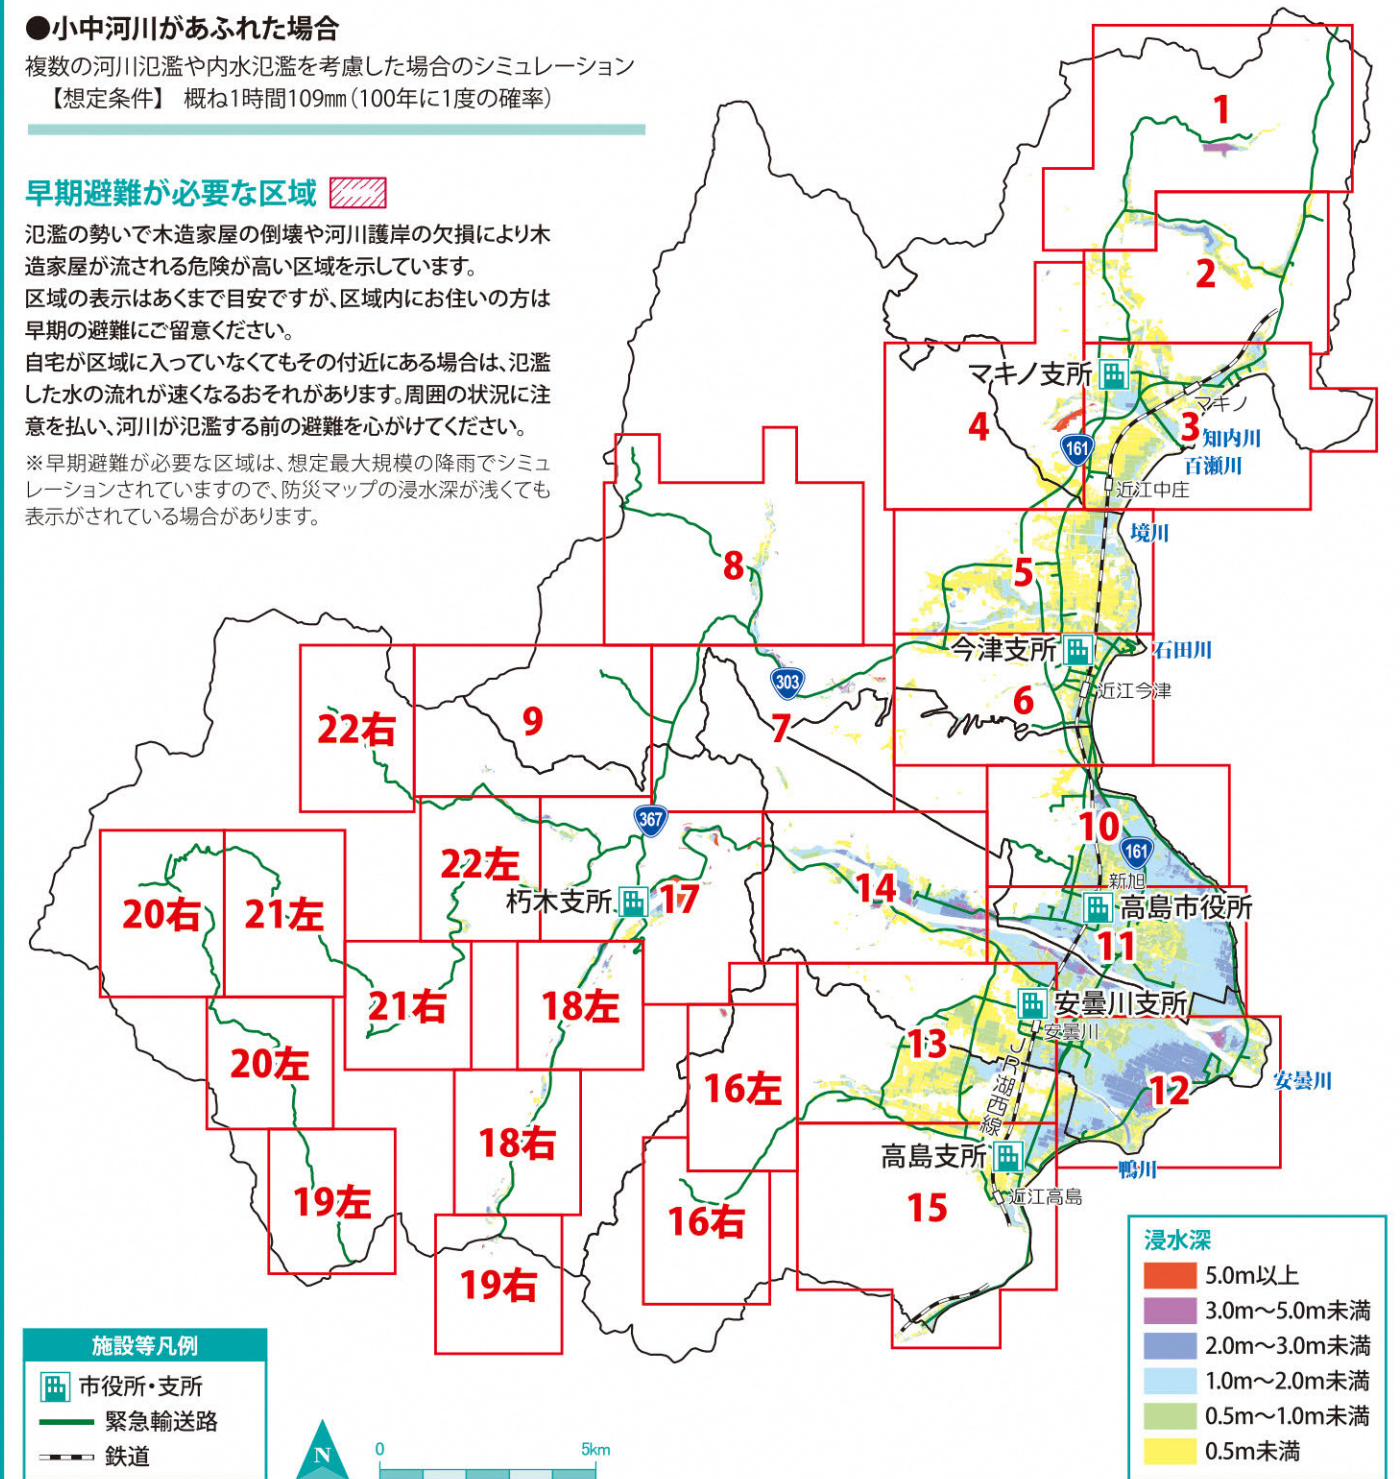 ●小中河川があふれた場合
複数の河川氾濫や内水氾濫を考慮した場合のシミュレーション
【想定条件】 概ね1時間109㎜(100年に1度の確率)
早期避難が必要な区域
氾濫の勢いで木造家屋の倒壊や河川護岸の欠損により木
造家屋が流される危険が高い区域を示しています。
区域の表示はあくまで目安ですが、区域内にお住いの方は
早期の避難にご留意ください。
自宅が区域に入っていなくてもその付近にある場合は、氾濫
した水の流れが速くなるおそれがあります。周囲の状況に注
意を払い、河川が氾濫する前の避難を心がけてください。
※早期避難が必要な区域は、想定最大規模の降雨でシミュ
レーションされていますので、防災マップの浸水深が浅くても
表示がされている場合があります。
1
2
マキノ支所
マキノ
4
3
知内川
161
百瀬川
近江中庄
境川
8
5
今津支所
石田川
303
近江今津
6
22右
9
7
367
10
161
22左
新旭
14
20右
21左
朽木支所
17
高島市役所
11
21右
18左
安曇川支所
安曇川
13
JR湖西線
20左
16左
12
安曇川
18右
高島支所
鴨川
19左
近江高島
16右
15
19右
浸水深
5.0m以上
3.0m〜5.0m未満
2.0m〜3.0m未満
1.0m〜2.0m未満
0.5m〜1.0m未満
0.5m未満
施設等凡例
市役所・支所
緊急輸送路
鉄道
N
0
5km